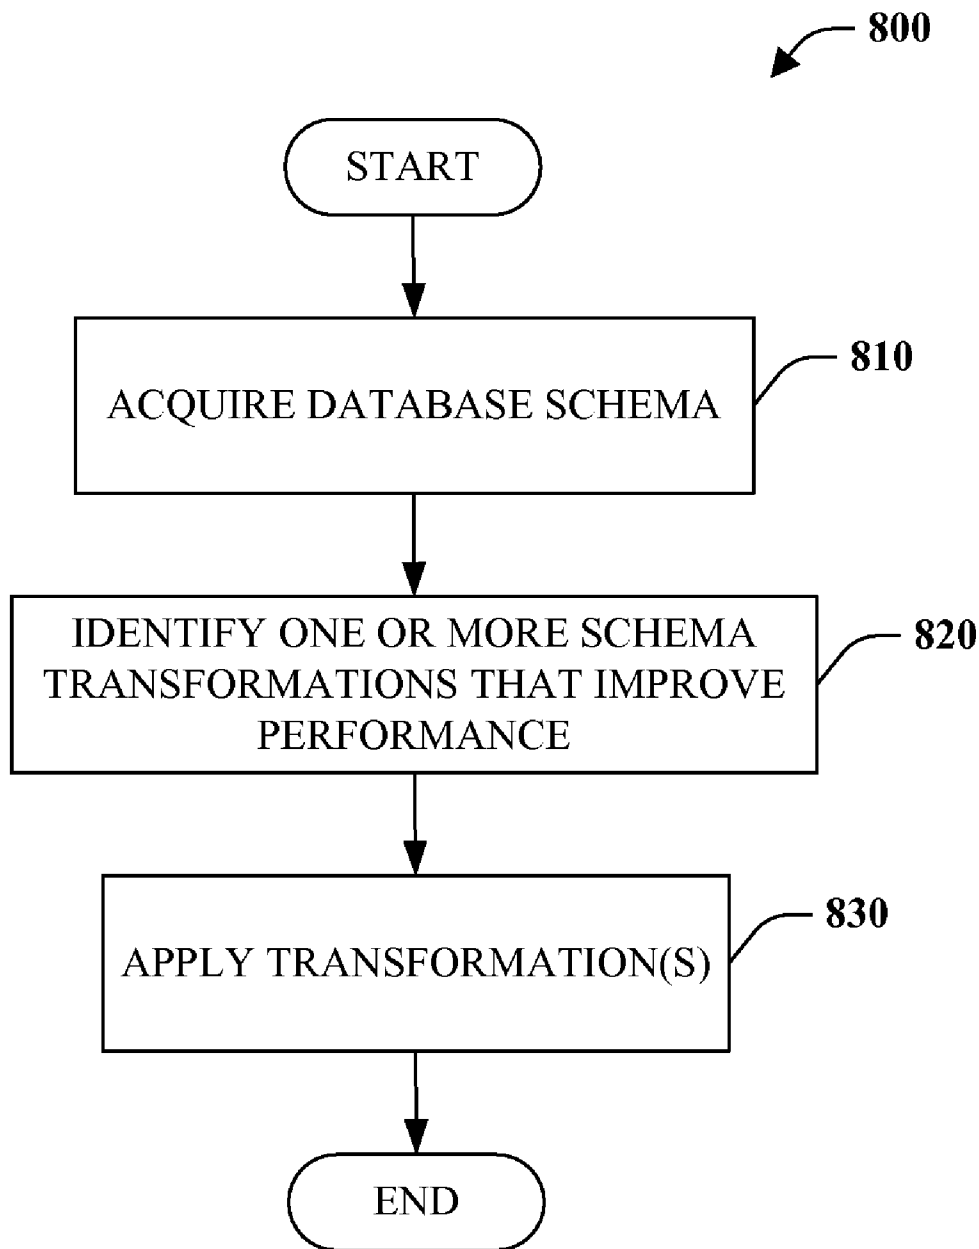 800
START
ACQUIRE DATABASE SCHEMA
810
IDENTIFY ONE OR MORE SCHEMA
TRANSFORMATIONS THAT IMPROVE
PERFORMANCE
820
APPLY TRANSFORMATION(S)
830
END